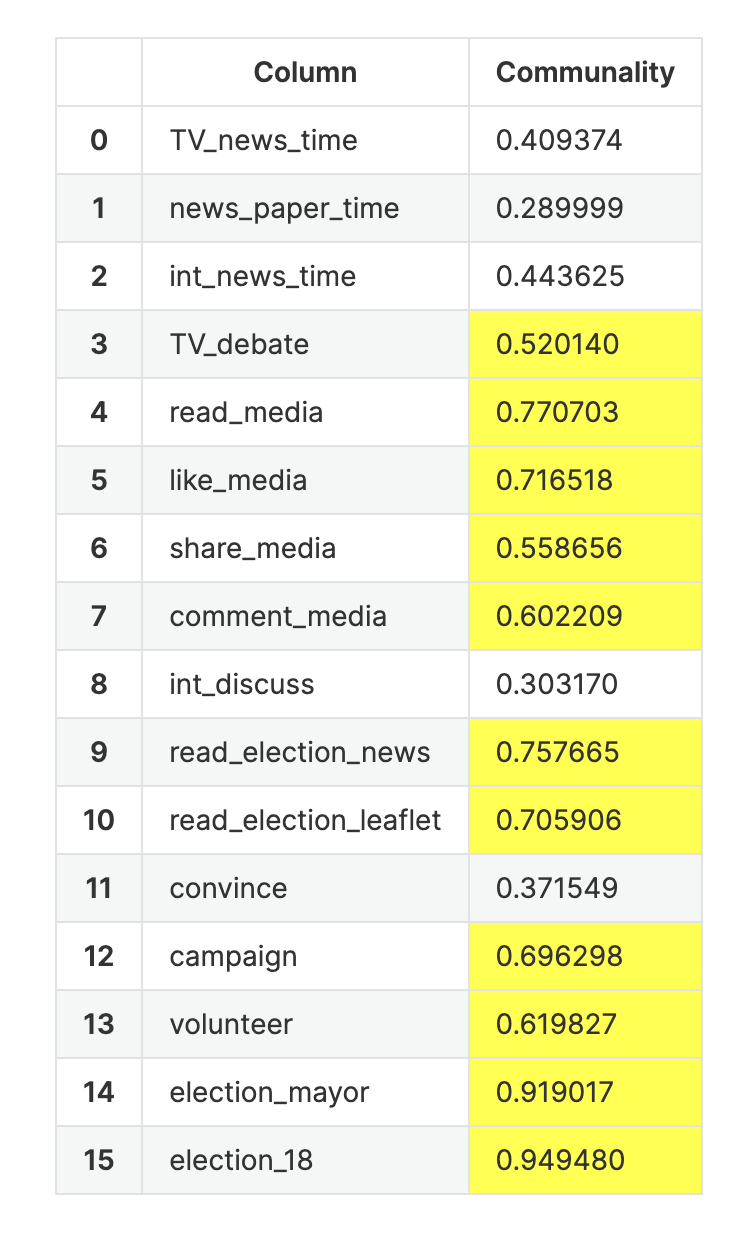 Column Communality
0 TV_news_time 0.409374
1 news_paper_time 0.289999
2 int_news_time 0.443625
3 TV_debate 0.520140
4 read_media 0.770703
5 like_media 0.716518
6 share_media 0.558656
7 comment_media 0.602209
8 int_discuss 0.303170
9 read_election_news 0.757665
10 read_election_leaflet 0.705906
11 convince 0.371549
12 campaign 0.696298
13 volunteer 0.619827
14 election_mayor 0.919017
15 election_18 0.949480